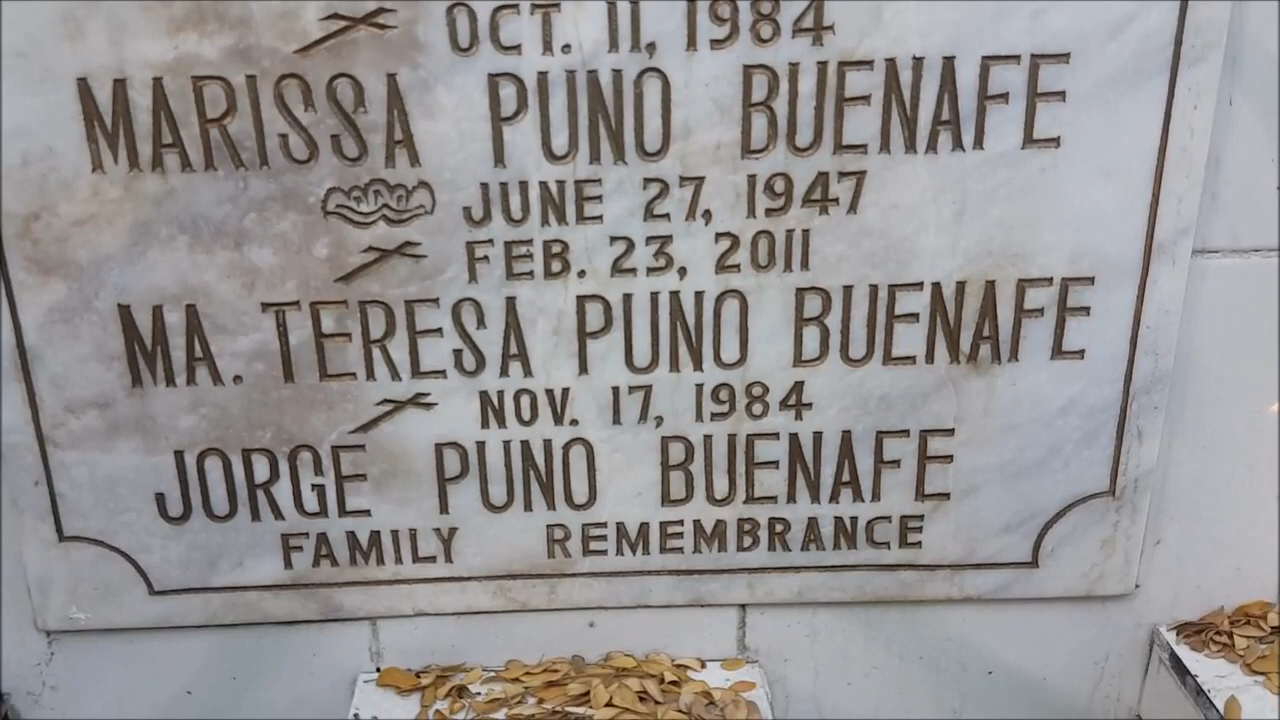 OCT. 11, 1984
MARISSA PUNO BUENAFE
JUNE 27, 1947
FEB. 23, 2011
MA. TERESA PUNO BUENAFE
NOV. 17, 1984
JORGE PUNO BUENAFE
FAMILY REMEMBRANCE